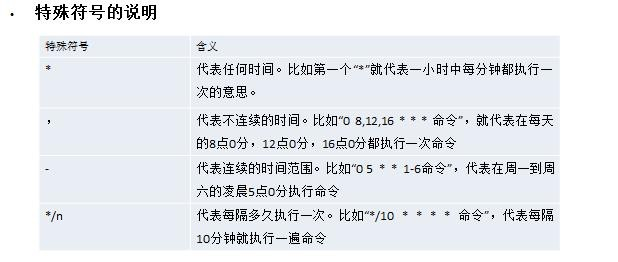 • 特殊符号的说明
特殊符号 含义
* 代表任何时间。比如第一个“*”就代表一小时中每分钟都执行一
次的意思。
， 代表不连续的时间。比如“0 8,12,16 * * * 命令”，就代表在每天
的8点0分，12点0分，16点0分都执行一次命令
- 代表连续的时间范围。比如“0 5 * * 1-6命令”，代表在周一到周
六的凌晨5点0分执行命令
*/n 代表每隔多久执行一次。比如“*/10 * * * * 命令”，代表每隔
10分钟就执行一遍命令